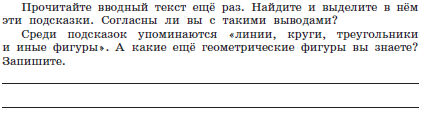 Прочитайте вводный текст ещё раз. Найдите и выделите в нём
эти подсказки. Согласны ли вы с такими выводами?
Среди подсказок упоминаются «линии, круги, треугольники
и иные фигуры». А какие ещё геометрические фигуры вы знаете?
Запишите.